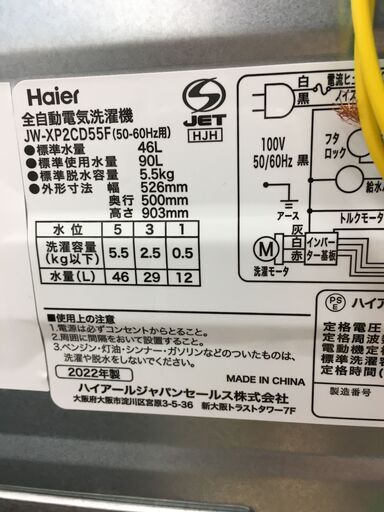 Haier
全自動電気洗濯機
JW-XP2CD55F(50-60Hz用)
■標準水量 46L
■標準使用水量 90L
■標準脱水容量 5.5kg
■外形寸法 幅 526mm
奥行 500mm
高さ 903mm
水位 5 3 1
洗濯容量(kg以下) 5.5 2.5 0.5
水量(L) 46 29 12
S JET
HJH
白
黒
電流ヒュ
ノイア
100V
50/60Hz
黒
フタ
ロック
給水
アース
トルクモータ
灰
白
赤
M
洗濯モータ
インバーター基板
■使用上の注意
1.電源は必ずコンセントからとること。
2.周囲に間隔をおいて設置すること。
3.ベンジン・灯油・シンナー・ガソリンなどのついたものは、
洗濯や脱水をしないでください。
2022年製
MADE IN CHINA
ハイアールジャパンセールス株式会社
大阪府大阪市淀川区宮原3-5-36 新大阪トラストタワー7F
PS
E
ハイア
定格電圧
定格周波数
電動機定格
標準洗濯
定格時間(
製造番号